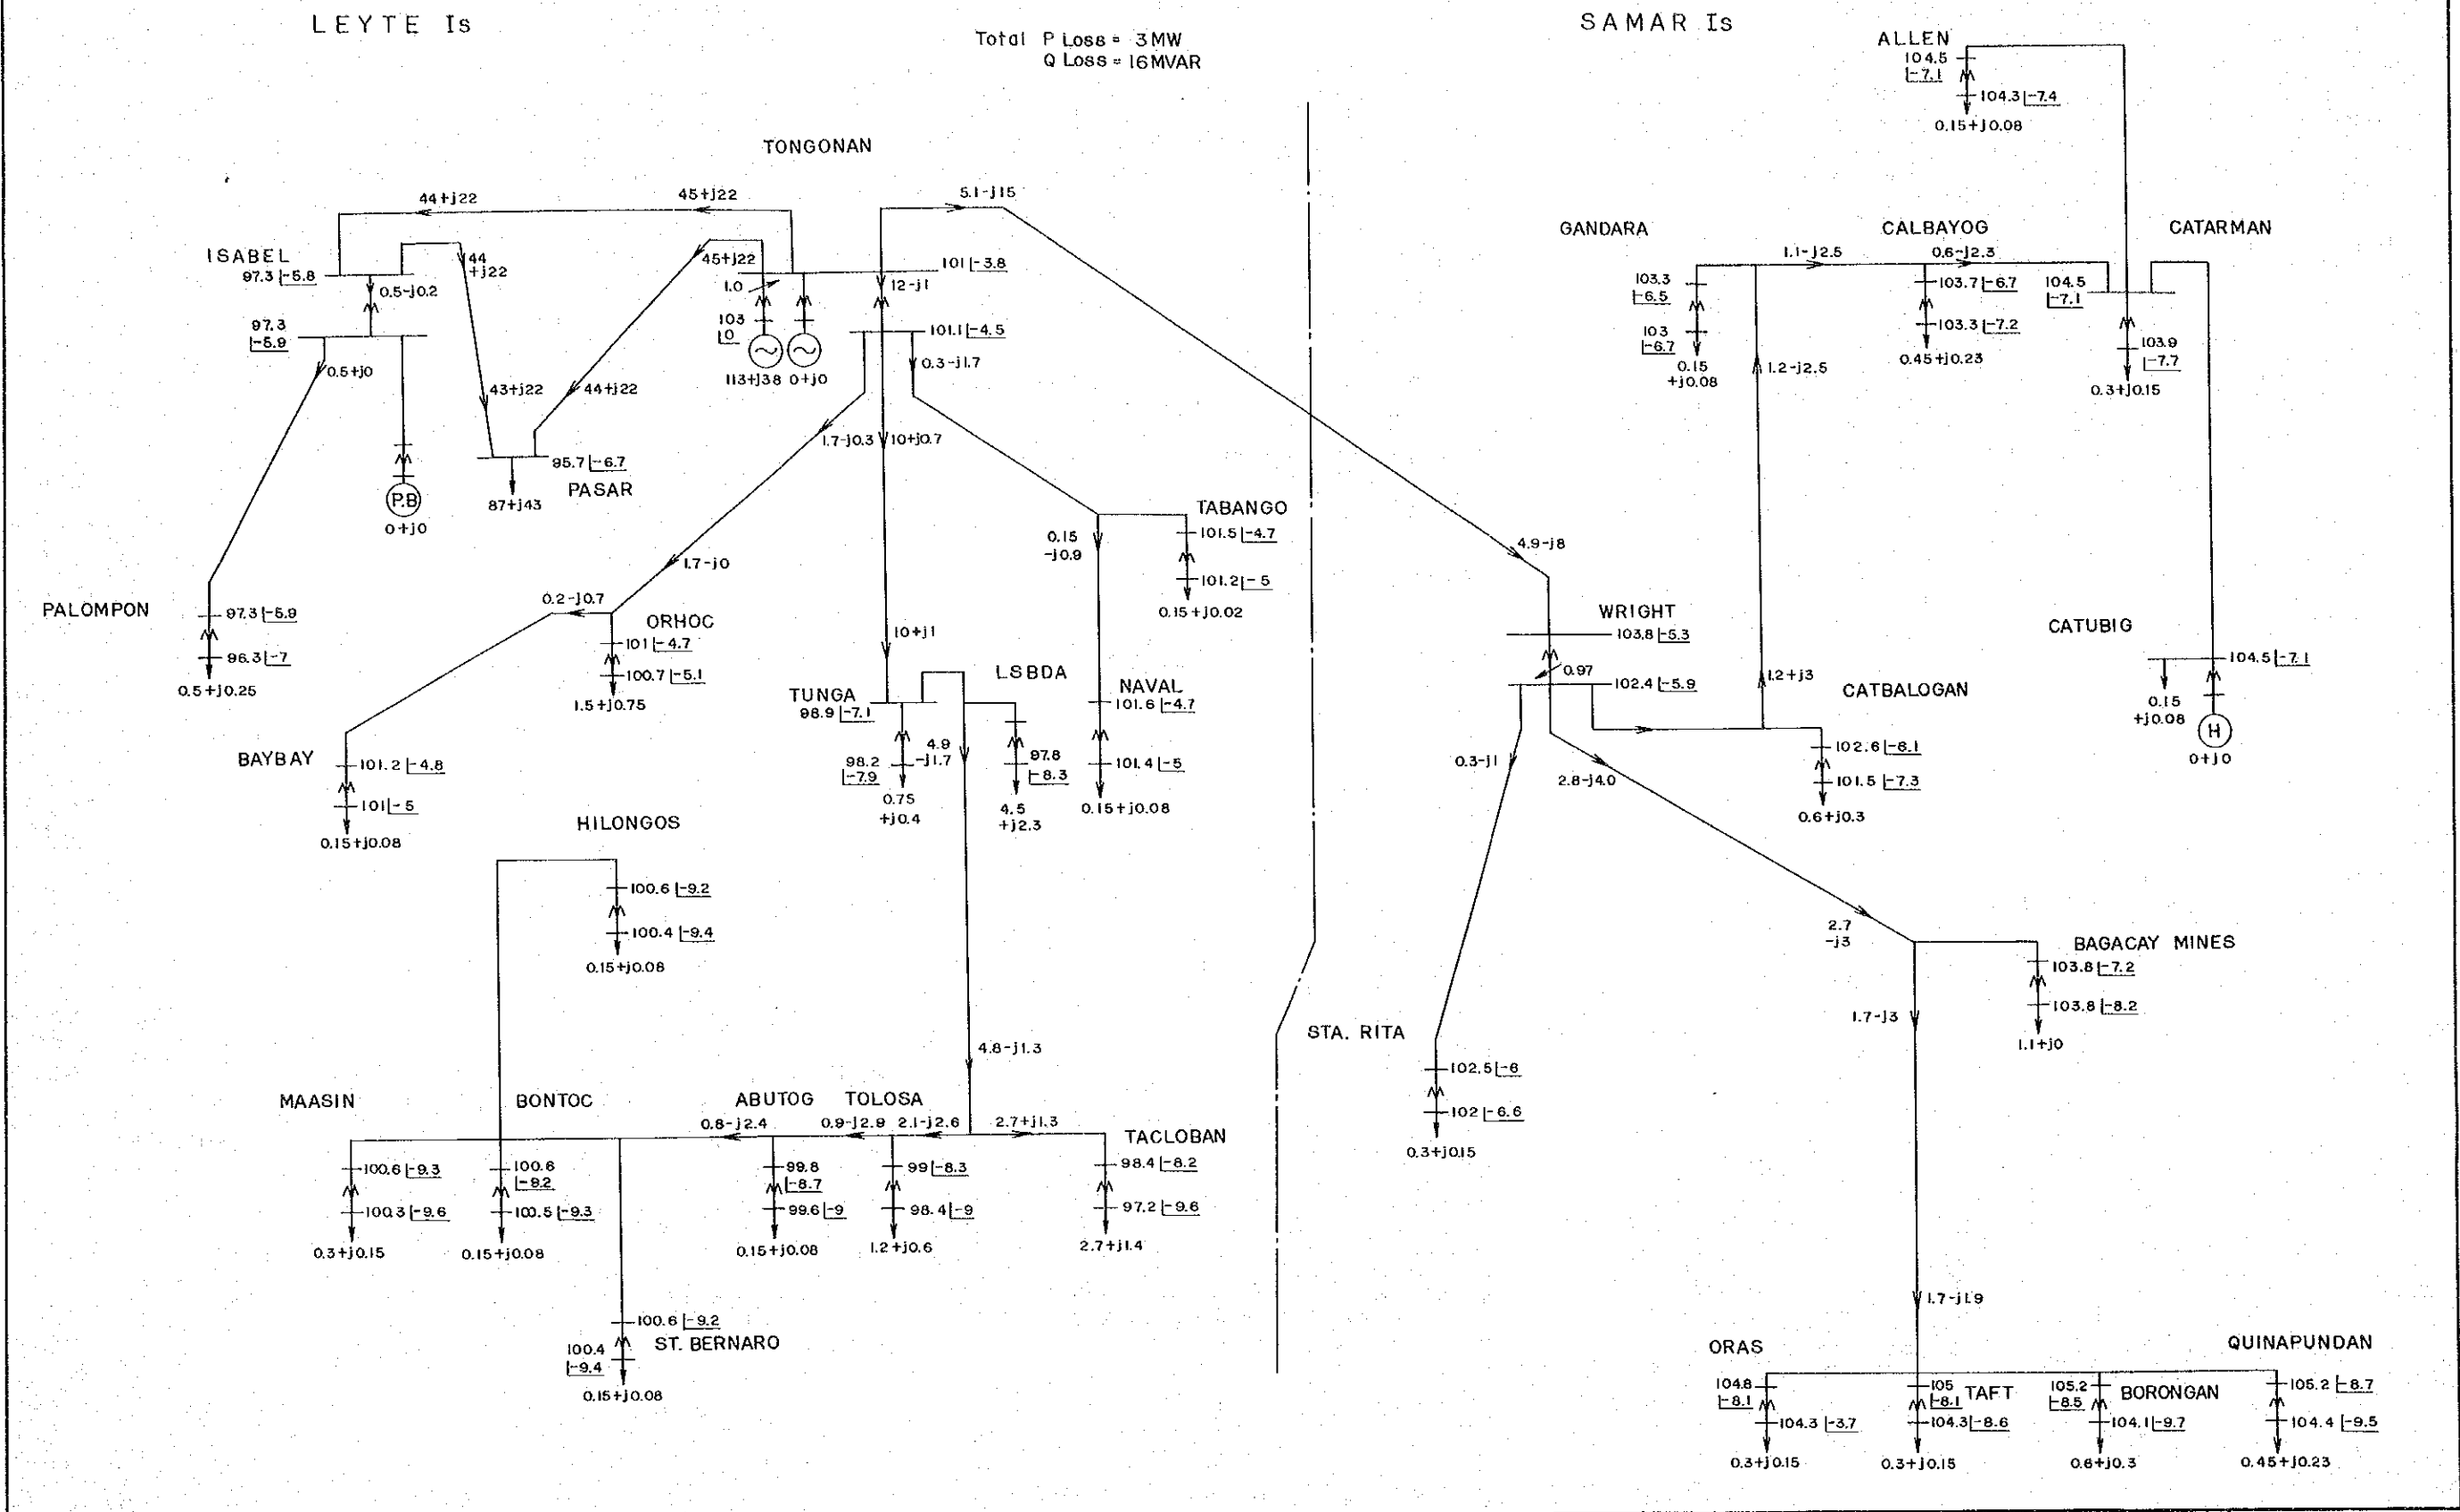 LEYTE Is
Total P Loss = 3MW
Q Loss = 16MVAR
SAMAR Is
TONGONAN
44+j22
45+j22
5.1-j15
ISABEL
97.3 |-5.8
44
+j22
0.5-j0.2
45+j22
1.0
101 |-3.8
12-j1
97.3
|-5.9
103
|0
101.1 |-4.5
0.5+j0
113+j38
0+j0
0.3-j1.7
43+j22
44+j22
1.7-j0.3
10+j0.7
95.7 |-6.7
PASAR
87+j43
P.B
0+j0
TABANGO
101.5 |-4.7
101.2 |-5
0.15+j0.02
0.15
-j0.9
1.7-j0
0.2-j0.7
PALOMPON
97.3 |-5.9
96.3 |-7
0.5+j0.25
ORHOC
101 |-4.7
100.7 |-5.1
1.5+j0.75
10+j1
TUNGA
98.9 |-7.1
LSBDA
NAVAL
101.6 |-4.7
98.2
|-7.9
4.9
-j1.7
97.8
|-8.3
101.4 |-5
0.75
+j0.4
4.5
+j2.3
0.15+j0.08
BAYBAY
101.2 |-4.8
101 |-5
0.15+j0.08
HILONGOS
100.6 |-9.2
100.4 |-9.4
0.15+j0.08
4.8-j1.3
MAASIN
BONTOC
ABUTOG
TOLOSA
0.8-j2.4
0.9-j2.9
2.1-j2.6
2.7+j1.3
TACLOBAN
100.6 |-9.3
100.6
|-9.2
99.8
|-8.7
99 |-8.3
98.4 |-8.2
100.3 |-9.6
100.5 |-9.3
99.6 |-9
98.4 |-9
97.2 |-9.6
0.3+j0.15
0.15+j0.08
0.15+j0.08
1.2+j0.6
2.7+j1.4
100.6 |-9.2
ST. BERNARO
100.4
|-9.4
0.15+j0.08
ALLEN
104.5
|-7.1
104.3 |-7.4
0.15+j0.08
GANDARA
CALBAYOG
CATARMAN
1.1-j2.5
0.6-j2.3
103.3
|-6.5
103.7 |-6.7
104.5
|-7.1
103
|-6.7
103.3 |-7.2
103.9
|-7.7
0.15
+j0.08
1.2-j2.5
0.45+j0.23
0.3+j0.15
4.9-j8
WRIGHT
103.8 |-5.3
0.97
102.4 |-5.9
1.2+j3
CATBALOGAN
102.6 |-8.1
101.5 |-7.3
0.6+j0.3
CATUBIG
104.5 |-7.1
0.15
+j0.08
H
0+j0
0.3-j1
2.8-j4.0
2.7
-j3
BAGACAY MINES
103.8 |-7.2
103.8 |-8.2
1.1+j0
1.7-j3
STA. RITA
102.5 |-6
102 |-6.6
0.3+j0.15
1.7-j1.9
ORAS
QUINAPUNDAN
104.8
|-8.1
105
|-8.1
TAFT
105.2
|-8.5
BORONGAN
105.2 |-8.7
104.3 |-3.7
104.3 |-8.6
104.1 |-9.7
104.4 |-9.5
0.3+j0.15
0.3+j0.15
0.6+j0.3
0.45+j0.23